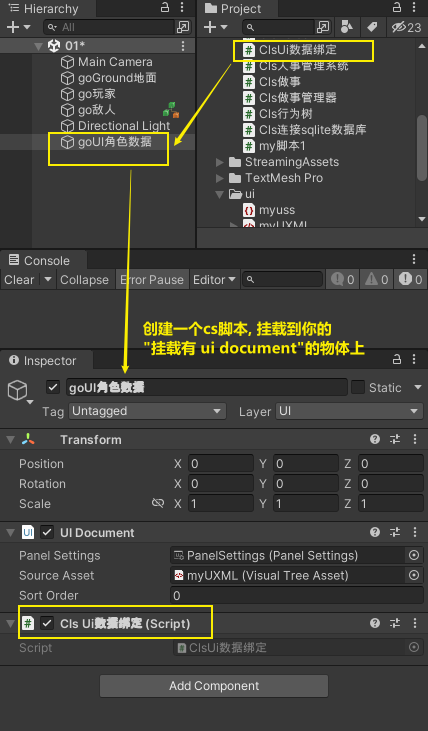 Hierarchy
Project
All
23
01*
Main Camera
goGround地面
go玩家
go敌人
Directional Light
goUI角色数据
ClsUi数据绑定
Cls人事管理系统
Cls做事
Cls做事管理器
Cls行为树
Cls连接sqlite数据库
my脚本1
StreamingAssets
TextMesh Pro
ui
myuss
myUXML
Console
Clear
Collapse
Error Pause
Editor
0
0
0
创建一个cs脚本, 挂载到你的
"挂载有 ui document"的物体上
Inspector
goUI角色数据
Static
Tag Untagged
Layer UI
Transform
Position X 0 Y 0 Z 0
Rotation X 0 Y 0 Z 0
Scale X 1 Y 1 Z 1
UI Document
Panel Settings PanelSettings (Panel Settings)
Source Asset myUXML (Visual Tree Asset)
Sort Order 0
Cls Ui数据绑定 (Script)
Script ClsUi数据绑定
Add Component